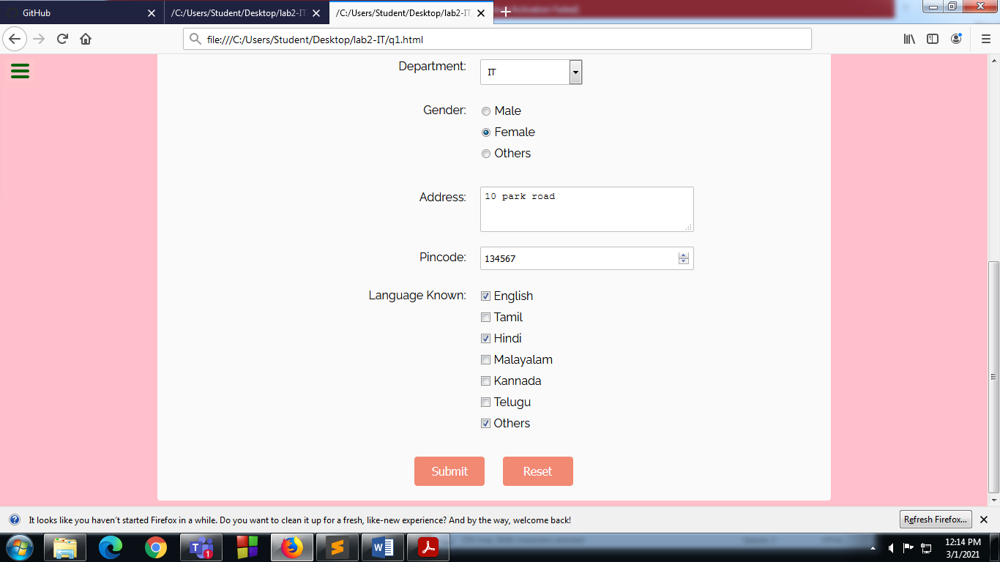 GitHub
/C:/Users/Student/Desktop/lab2-IT
/C:/Users/Student/Desktop/lab2-IT
file:///C:/Users/Student/Desktop/lab2-IT/q1.html
Department:
IT
Gender:
Male
Female
Others
Address:
10 park road
Pincode:
134567
Language Known:
English
Tamil
Hindi
Malayalam
Kannada
Telugu
Others
Submit Reset
It looks like you haven't started Firefox in a while. Do you want to clean it up for a fresh, like-new experience? And by the way, welcome back!
Refresh Firefox...
1
12:14 PM
3/1/2021